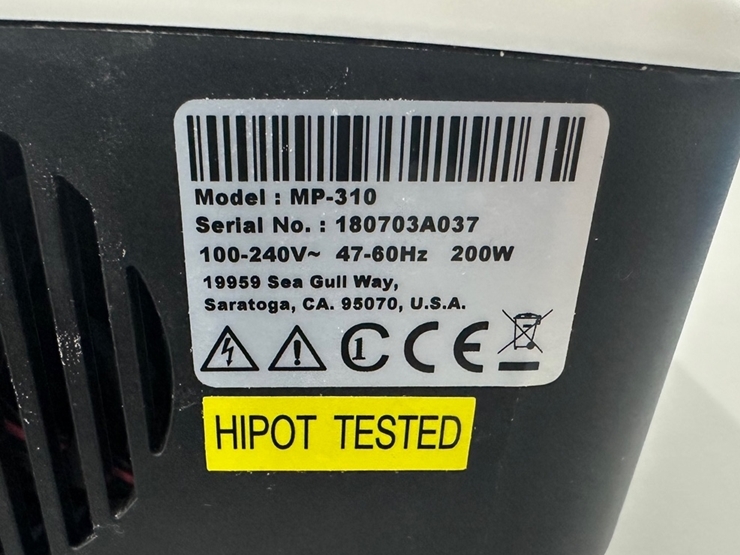 Model : MP-310
Serial No. : 180703A037
100-240V~ 47-60Hz 200W
19959 Sea Gull Way,
Saratoga, CA. 95070, U.S.A.
1 CE
HIPOT TESTED